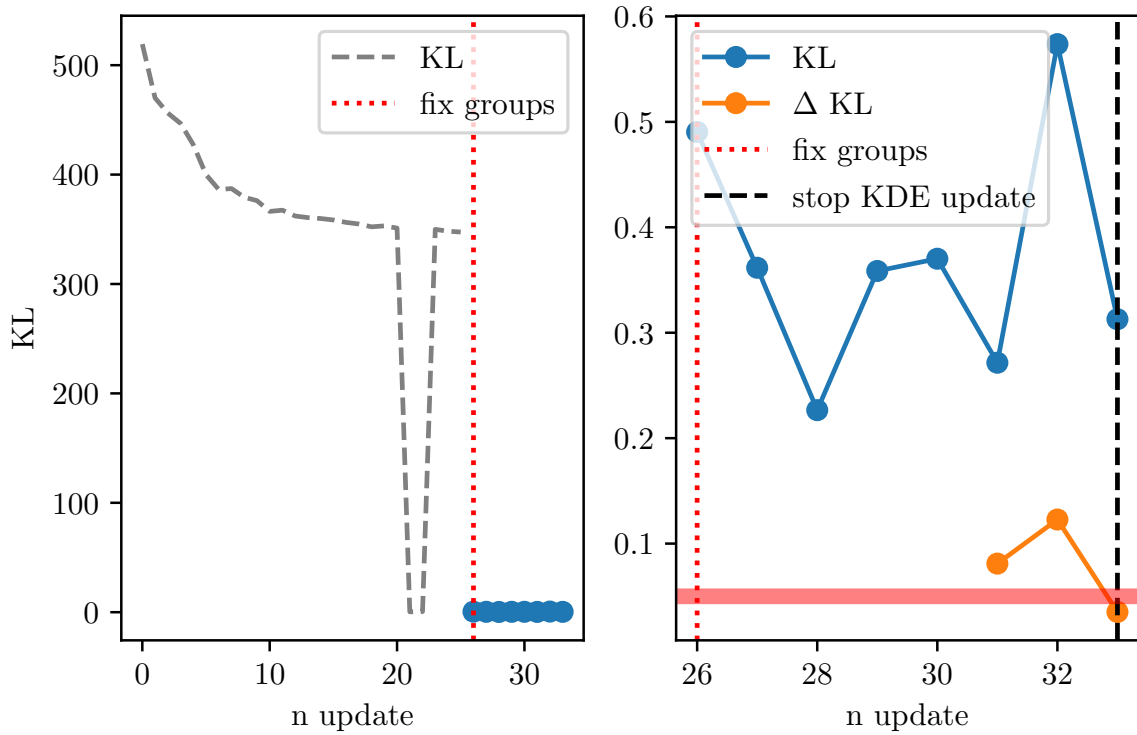 KL
fix groups
500
400
300
200
100
0
KL
0
10
20
30
n update
0.6
0.5
0.4
0.3
0.2
0.1
KL
Δ KL
fix groups
stop KDE update
26
28
30
32
n update